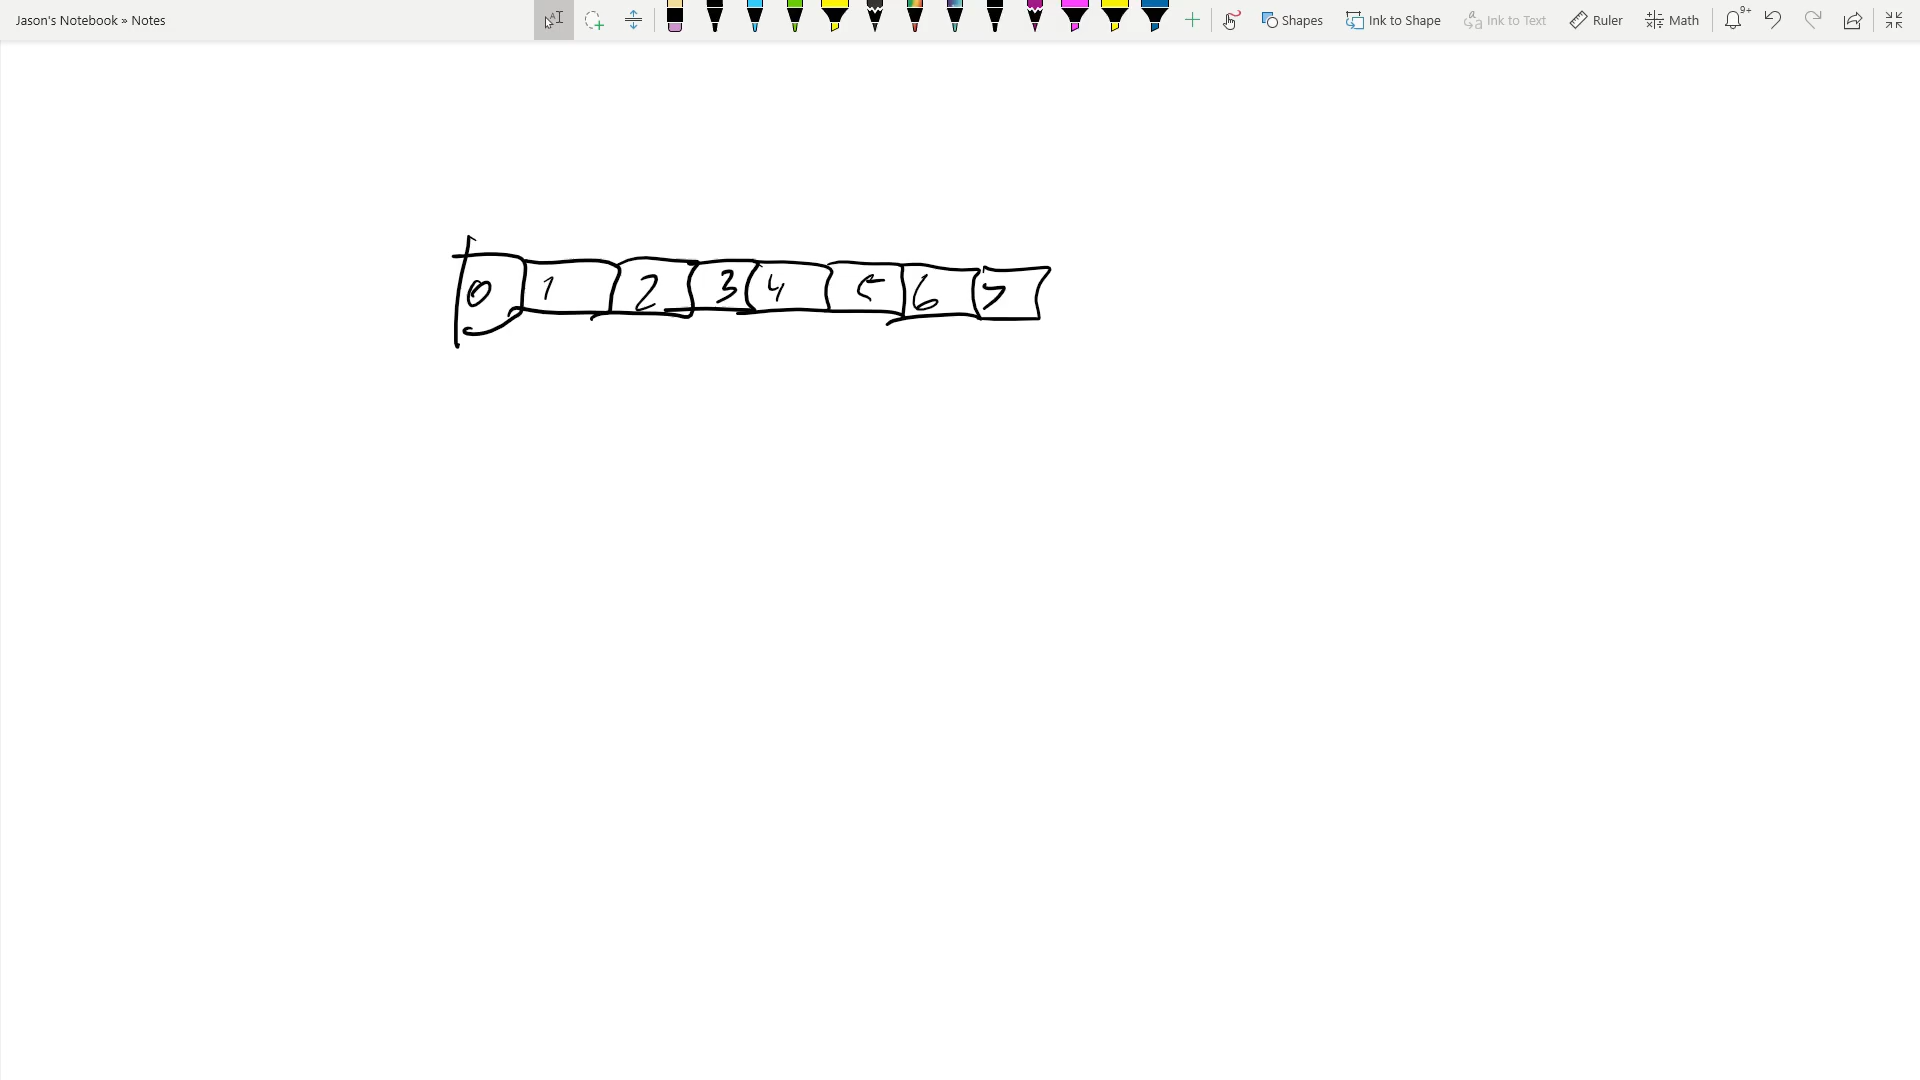 Jason's Notebook » Notes
Shapes Ink to Shape Ink to Text Ruler Math 9+
0 1 2 3 4 5 6 7